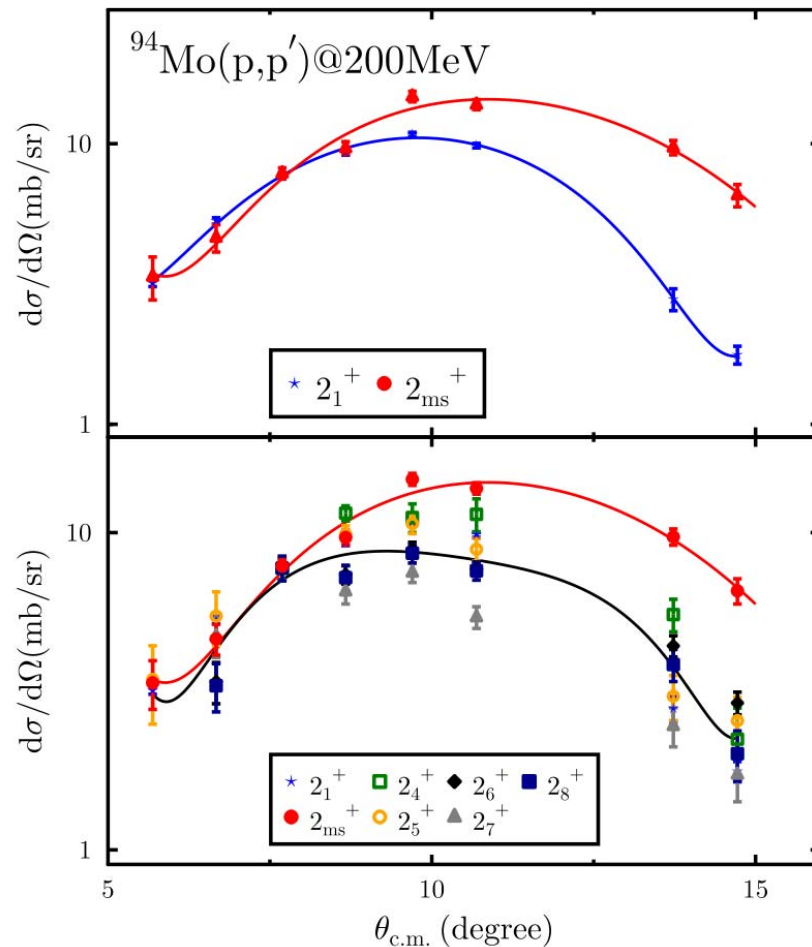 ⁹⁴Mo(p,p′)@200MeV
dσ/dΩ(mb/sr)
10
1
2₁⁺ 2ₘₛ⁺
dσ/dΩ(mb/sr)
10
1
2₁⁺ 2₄⁺ 2₆⁺ 2₈⁺
2ₘₛ⁺ 2₅⁺ 2₇⁺
5 10 15
θc.m. (degree)